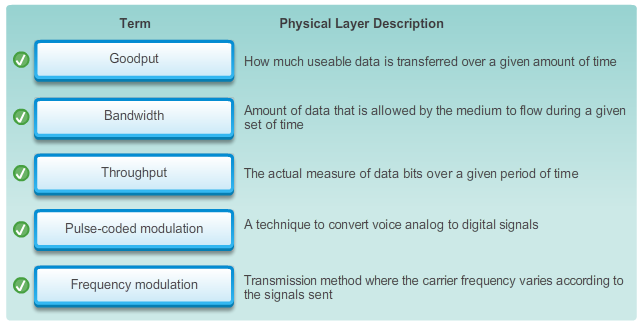 Term Physical Layer Description
Goodput How much useable data is transferred over a given amount of time
Bandwidth Amount of data that is allowed by the medium to flow during a given
set of time
Throughput The actual measure of data bits over a given period of time
Pulse-coded modulation A technique to convert voice analog to digital signals
Frequency modulation Transmission method where the carrier frequency varies according to
the signals sent